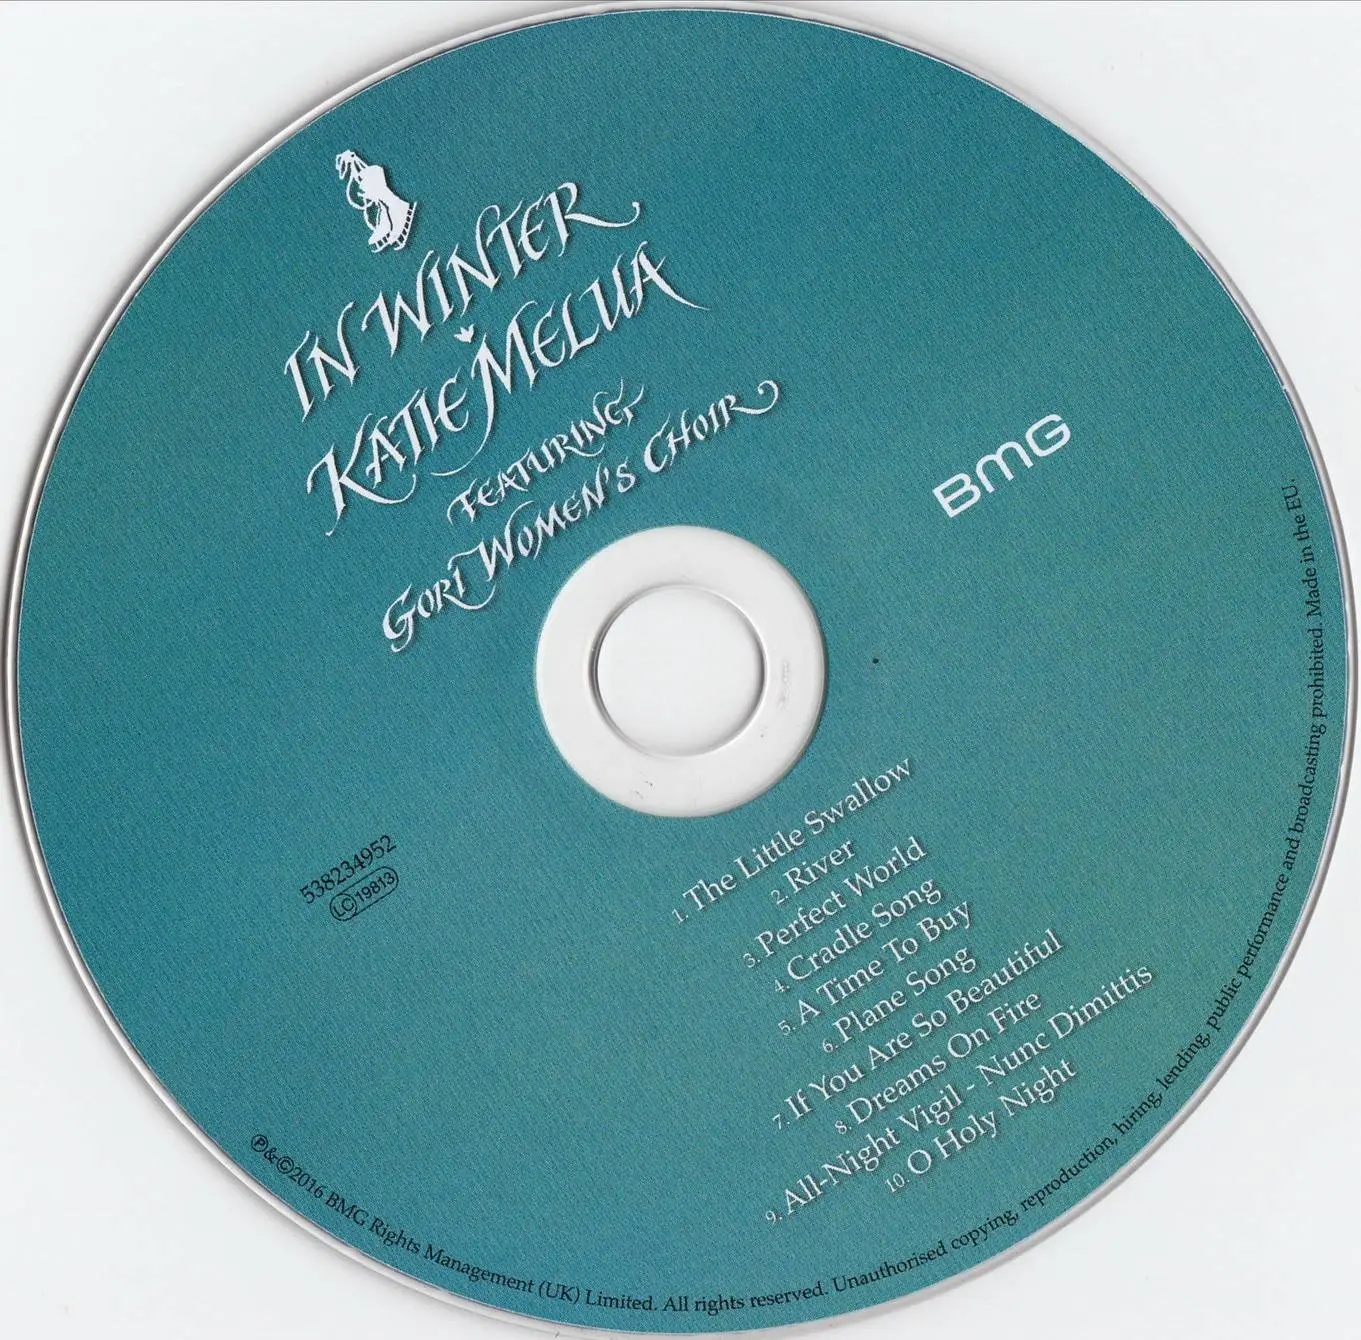 IN WINTER
KATIE MELUA
FEATURING
GORI WOMEN'S CHOIR
BMG
538234952
LC 19813
1. The Little Swallow
2. River
3. Perfect World
4. Cradle Song
5. A Time To Buy
6. Plane Song
7. If You Are So Beautiful
8. Dreams On Fire
9. All-Night Vigil - Nunc Dimittis
10. O Holy Night
℗&©2016 BMG Rights Management (UK) Limited. All rights reserved. Unauthorised copying, reproduction, hiring, lending, public performance and broadcasting prohibited. Made in the EU.